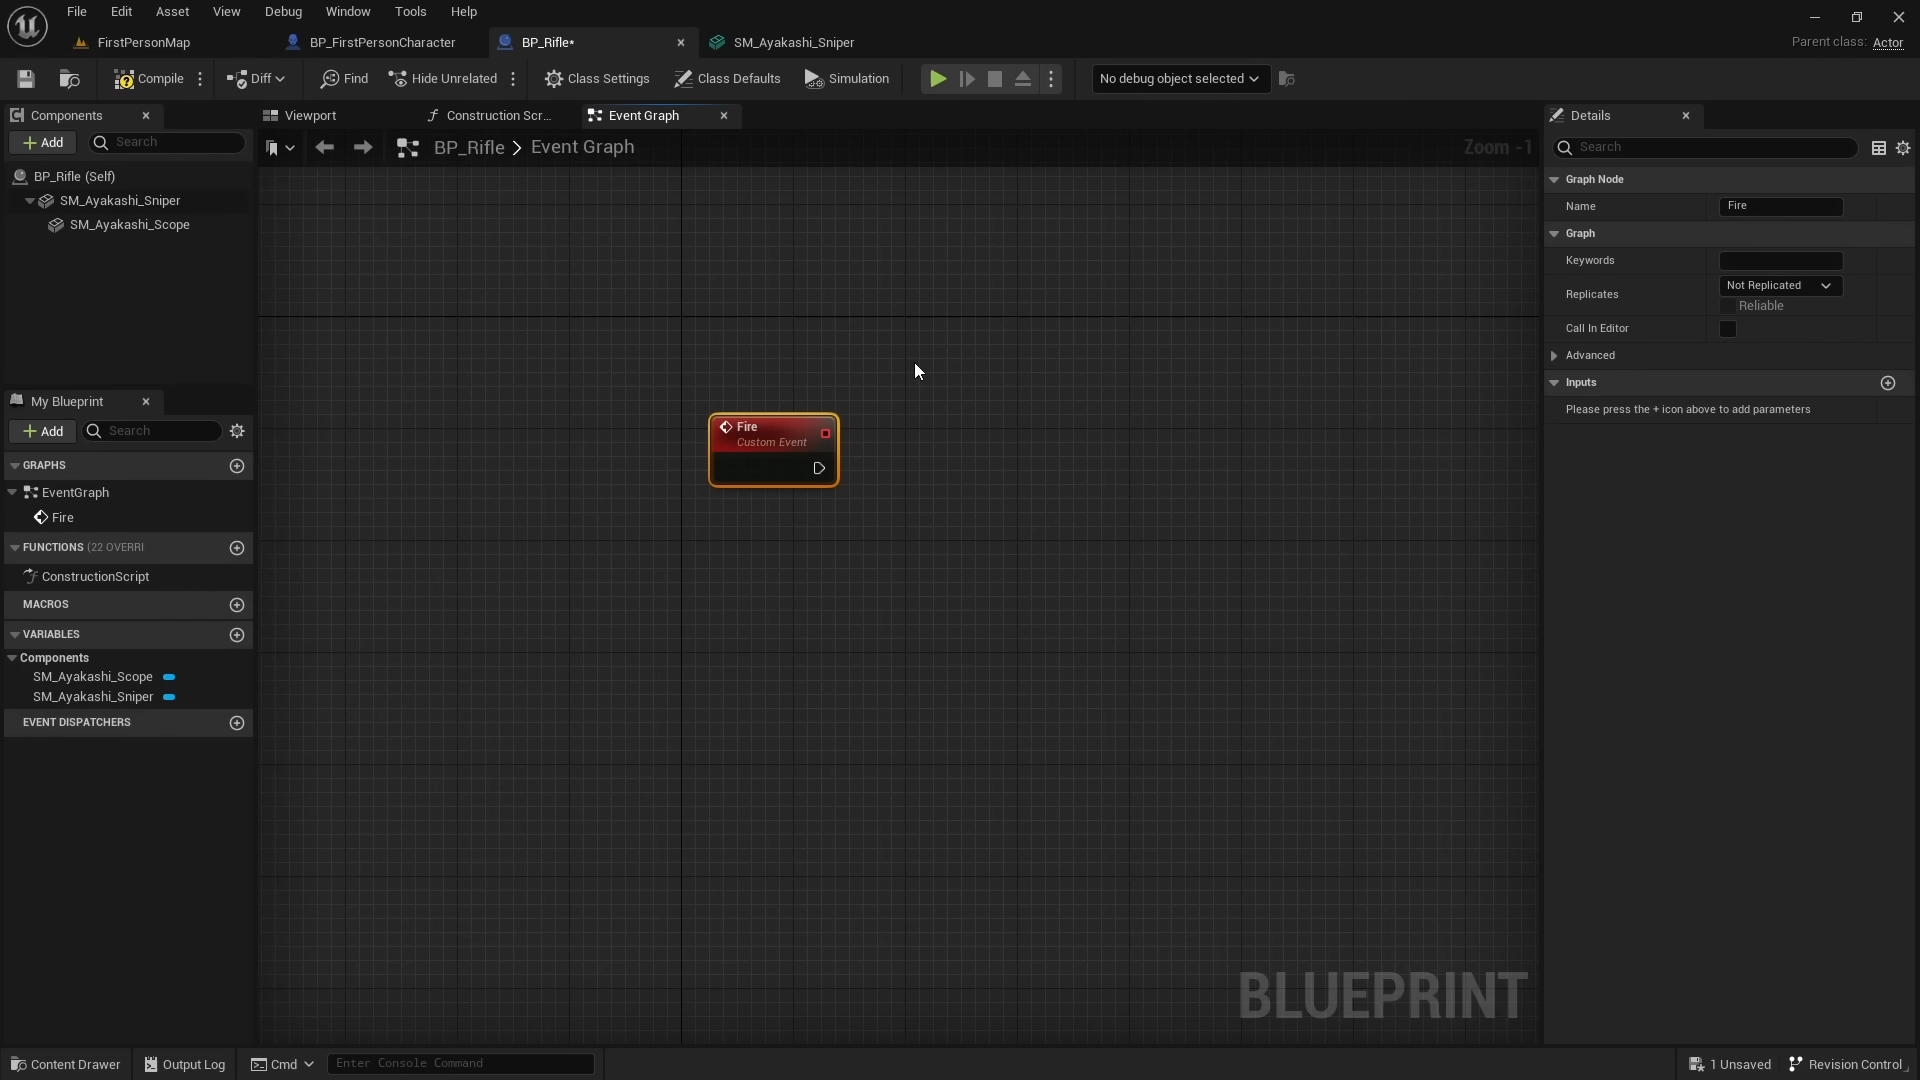 File Edit Asset View Debug Window Tools Help
FirstPersonMap BP_FirstPersonCharacter BP_Rifle* SM_Ayakashi_Sniper
Parent class: Actor
Compile Diff Find Hide Unrelated Class Settings Class Defaults Simulation No debug object selected
Components
Add Search
BP_Rifle (Self)
SM_Ayakashi_Sniper
SM_Ayakashi_Scope
My Blueprint
Add Search
GRAPHS
EventGraph
Fire
FUNCTIONS (22 OVERRI
ConstructionScript
MACROS
VARIABLES
Components
SM_Ayakashi_Scope
SM_Ayakashi_Sniper
EVENT DISPATCHERS
Viewport Construction Scr... Event Graph
BP_Rifle > Event Graph
Zoom -1
Fire
Custom Event
BLUEPRINT
Details
Search
Graph Node
Name Fire
Graph
Keywords
Replicates Not Replicated
Reliable
Call In Editor
Advanced
Inputs
Please press the + icon above to add parameters
Content Drawer Output Log Cmd Enter Console Command 1 Unsaved Revision Control